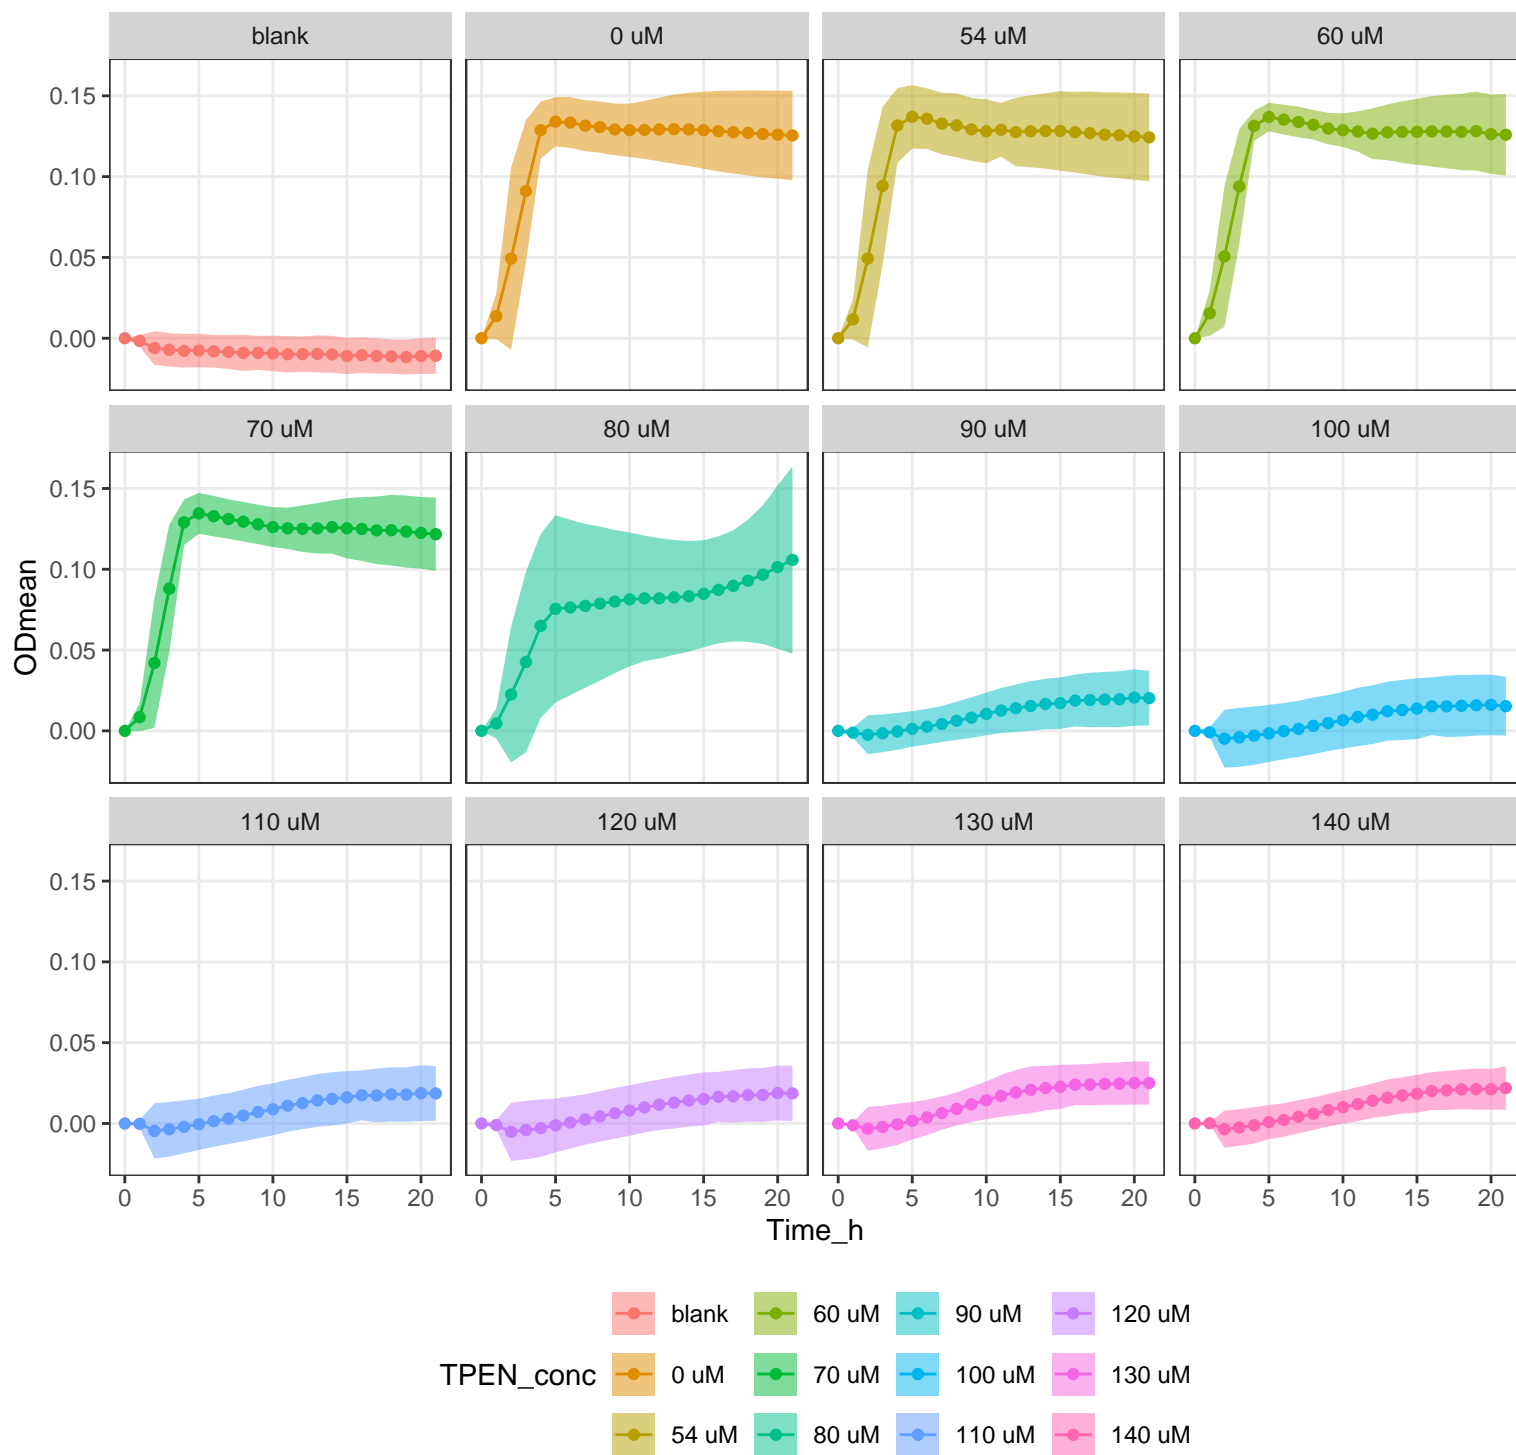 blank 0 uM 54 uM 60 uM
0.15
0.10
0.05
0.00
70 uM 80 uM 90 uM 100 uM
0.15
0.10
0.05
0.00
ODmean
110 uM 120 uM 130 uM 140 uM
0.15
0.10
0.05
0.00
0 5 10 15 20 0 5 10 15 20 0 5 10 15 20 0 5 10 15 20
Time_h
TPEN_conc
blank 60 uM 90 uM 120 uM
0 uM 70 uM 100 uM 130 uM
54 uM 80 uM 110 uM 140 uM